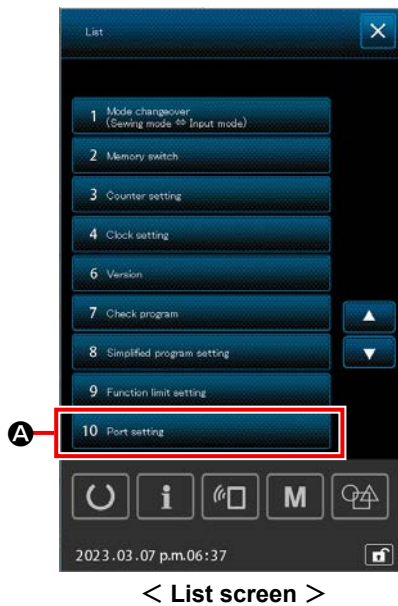 List
1 Mode changeover
(Sewing mode ⇔ Input mode)
2 Memory switch
3 Counter setting
4 Clock setting
6 Version
7 Check program
8 Simplified program setting
9 Function limit setting
A
10 Port setting
i M
2023.03.07 p.m.06:37
< List screen >